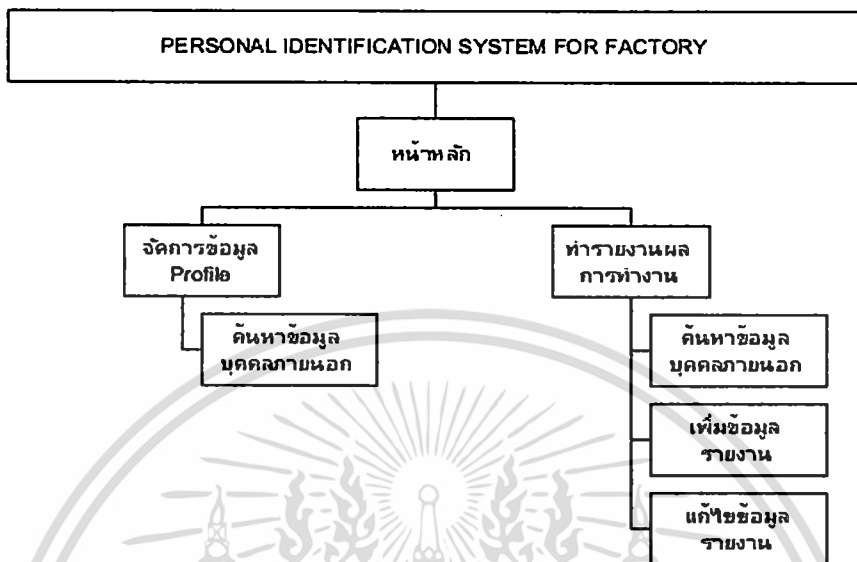 PERSONAL IDENTIFICATION SYSTEM FOR FACTORY
หน้าหลัก
จัดการข้อมูล
Profile
ค้นหาข้อมูล
บุคคลภายนอก
ทำรายงานผล
การทำงาน
ค้นหาข้อมูล
บุคคลภายนอก
เพิ่มข้อมูล
รายงาน
แก้ไขข้อมูล
รายงาน